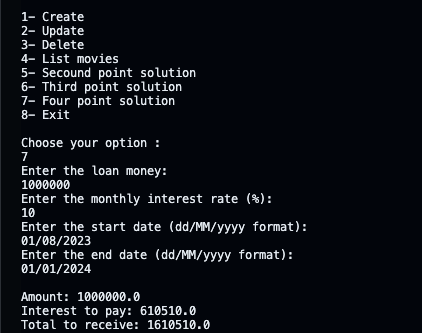 1- Create
2- Update
3- Delete
4- List movies
5- Secound point solution
6- Third point solution
7- Four point solution
8- Exit
Choose your option :
7
Enter the loan money:
1000000
Enter the monthly interest rate (%):
10
Enter the start date (dd/MM/yyyy format):
01/08/2023
Enter the end date (dd/MM/yyyy format):
01/01/2024
Amount: 1000000.0
Interest to pay: 610510.0
Total to receive: 1610510.0